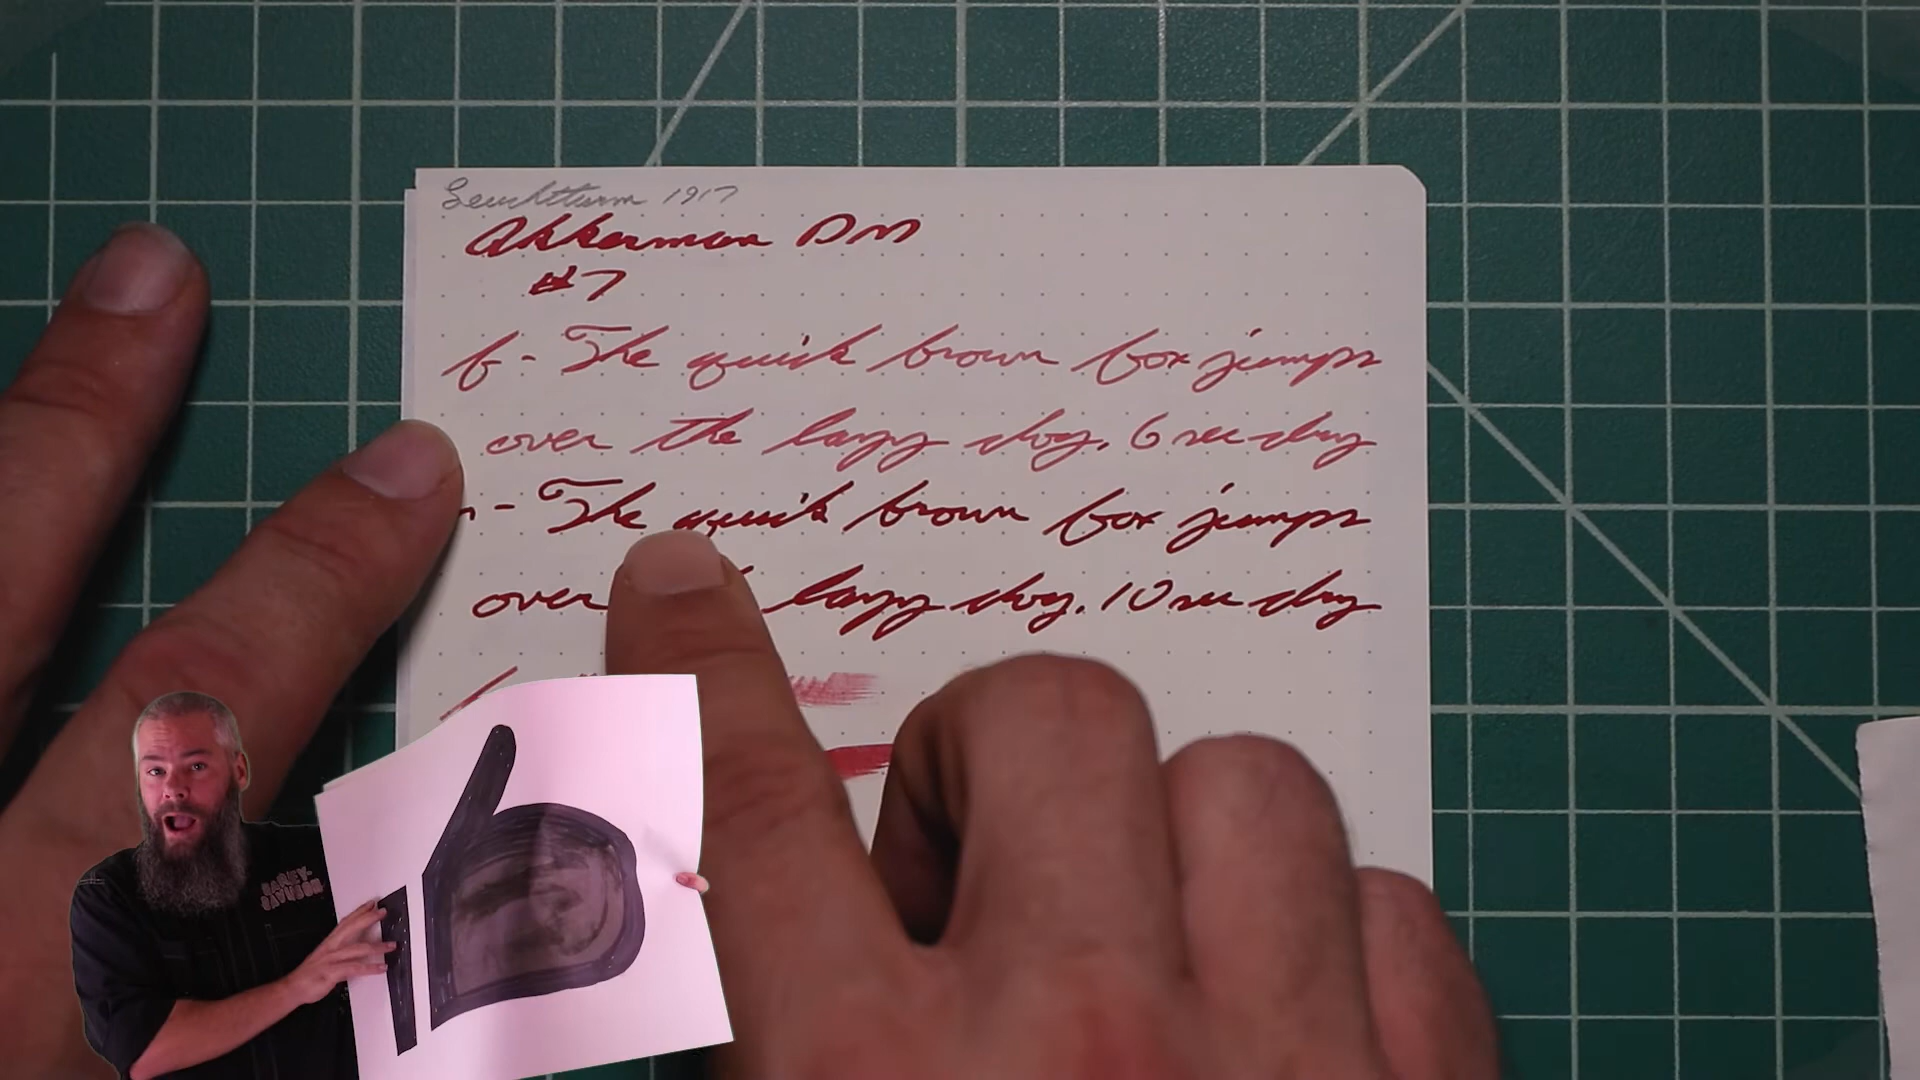 Leuchtturm 1917
Akkerman DM
#7
f - The quick brown fox jumps
over the lazy dog. 6 sec dry
- The quick brown fox jumps
over lazy dog. 10 sec dry